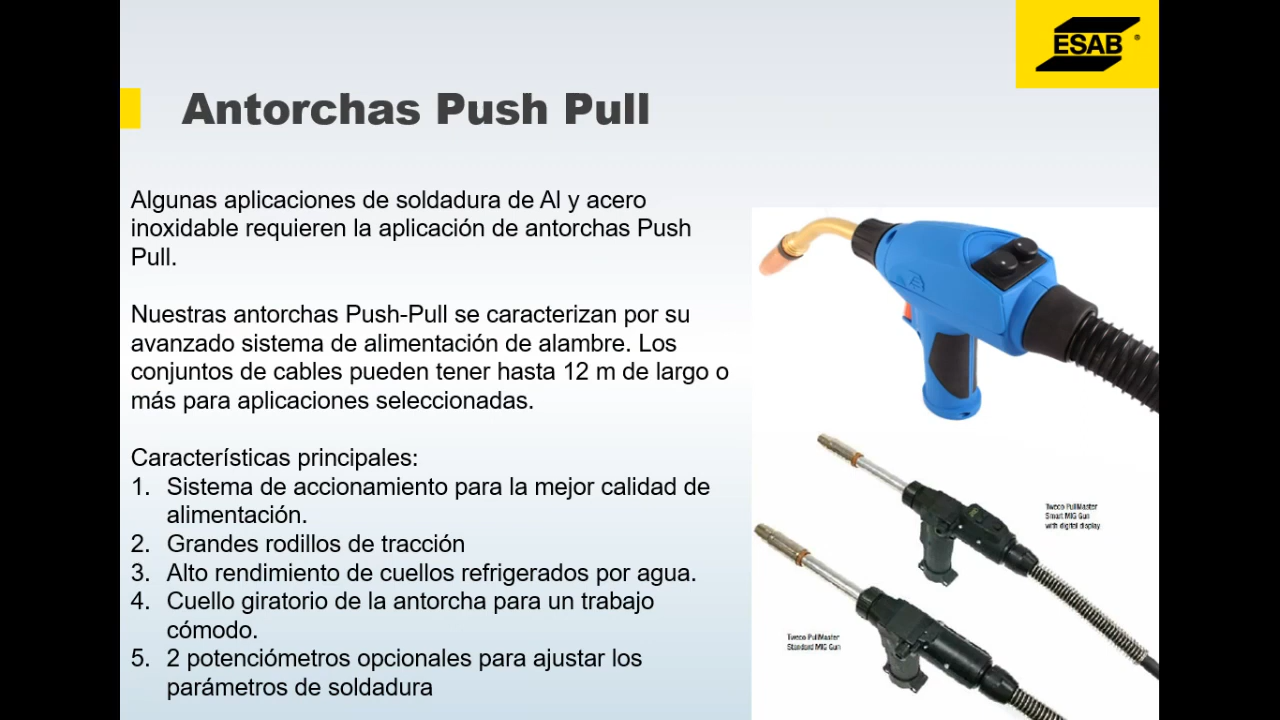 ESAB®
Antorchas Push Pull
Algunas aplicaciones de soldadura de Al y acero
inoxidable requieren la aplicación de antorchas Push
Pull.
Nuestras antorchas Push-Pull se caracterizan por su
avanzado sistema de alimentación de alambre. Los
conjuntos de cables pueden tener hasta 12 m de largo o
más para aplicaciones seleccionadas.
Características principales:
1. Sistema de accionamiento para la mejor calidad de
alimentación.
2. Grandes rodillos de tracción
3. Alto rendimiento de cuellos refrigerados por agua.
4. Cuello giratorio de la antorcha para un trabajo
cómodo.
5. 2 potenciómetros opcionales para ajustar los
parámetros de soldadura
Tweco PullMaster
Smart MIG Gun
with digital display
Tweco PullMaster
Standard MIG Gun